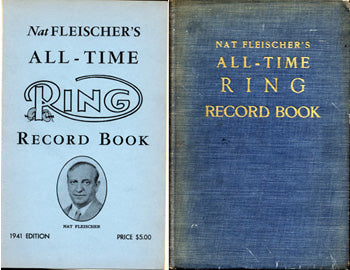 Nat FLEISCHER'S
ALL-TIME
RING
RECORD BOOK
NAT FLEISCHER
1941 EDITION PRICE $5.00
NAT FLEISCHER'S
ALL-TIME
RING
RECORD BOOK